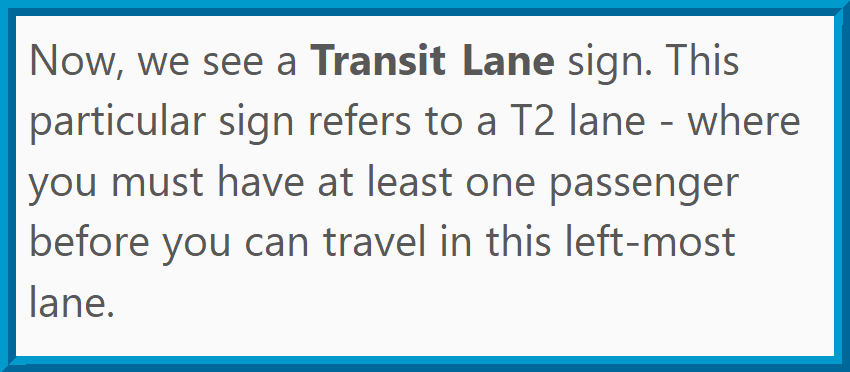 Now, we see a Transit Lane sign. This
particular sign refers to a T2 lane - where
you must have at least one passenger
before you can travel in this left-most
lane.